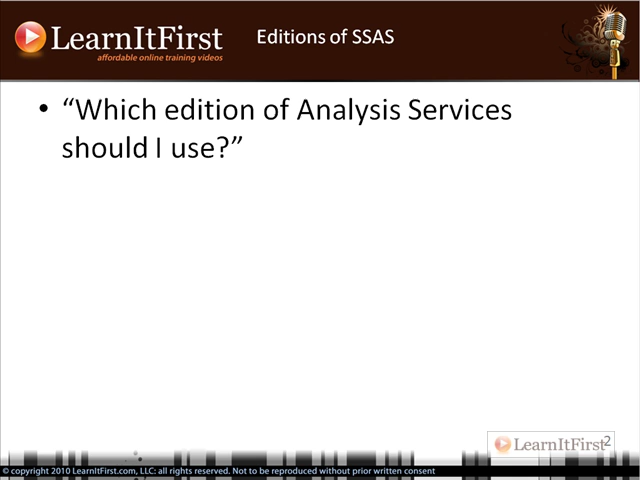 LearnItFirst
affordable online training videos
Editions of SSAS
• “Which edition of Analysis Services
should I use?”
LearnItFirst
2
© copyright 2010 LearnItFirst.com, LLC: all rights reserved. Not to be reproduced without prior written consent